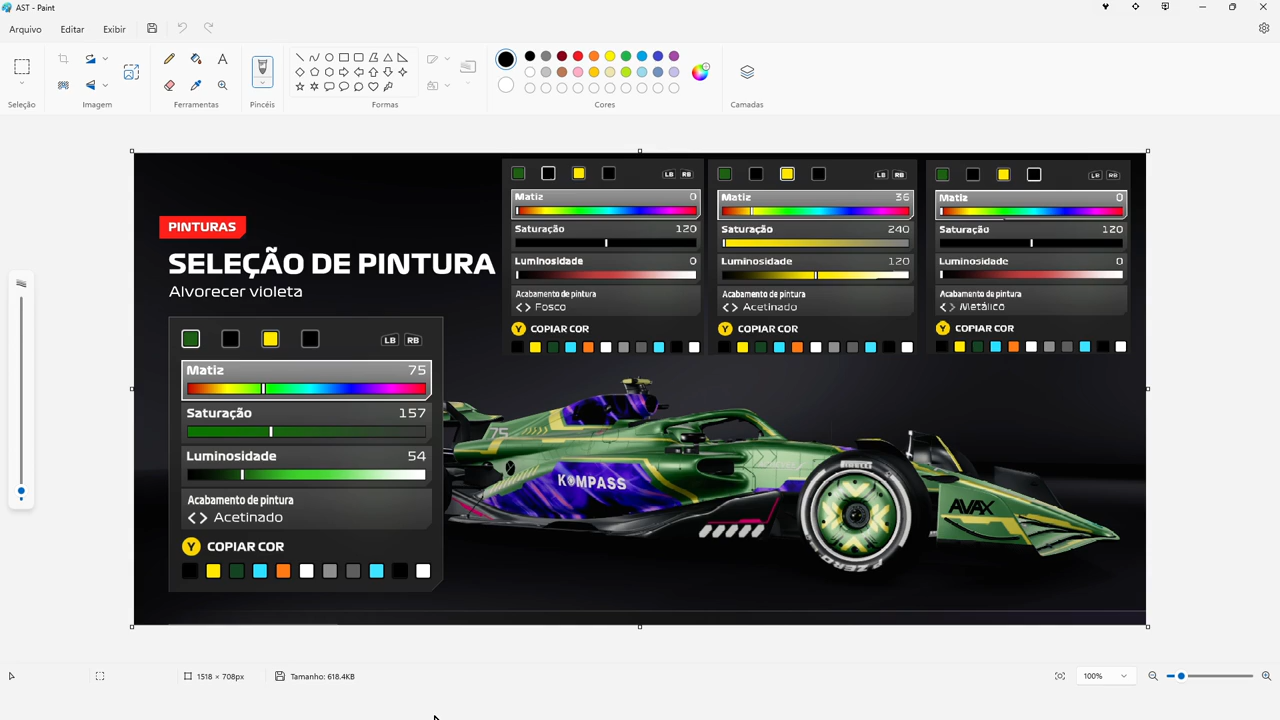 AST - Paint
Arquivo
Editar
Exibir
Seleção
Imagem
Ferramentas
Pincéis
Formas
Cores
Camadas
PINTURAS
SELEÇÃO DE PINTURA
Alvorecer violeta
LB RB
Matiz 75
Saturação 157
Luminosidade 54
Acabamento de pintura
<> Acetinado
Y COPIAR COR
LB RB
Matiz 0
Saturação 120
Luminosidade 0
Acabamento de pintura
<> Fosco
Y COPIAR COR
LB RB
Matiz 36
Saturação 240
Luminosidade 120
Acabamento de pintura
<> Acetinado
Y COPIAR COR
LB RB
Matiz 0
Saturação 120
Luminosidade 0
Acabamento de pintura
<> Metálico
Y COPIAR COR
75
KOMPASS
PIRELLI
P ZERO
AVAX
1518 × 708px
Tamanho: 618.4KB
100%